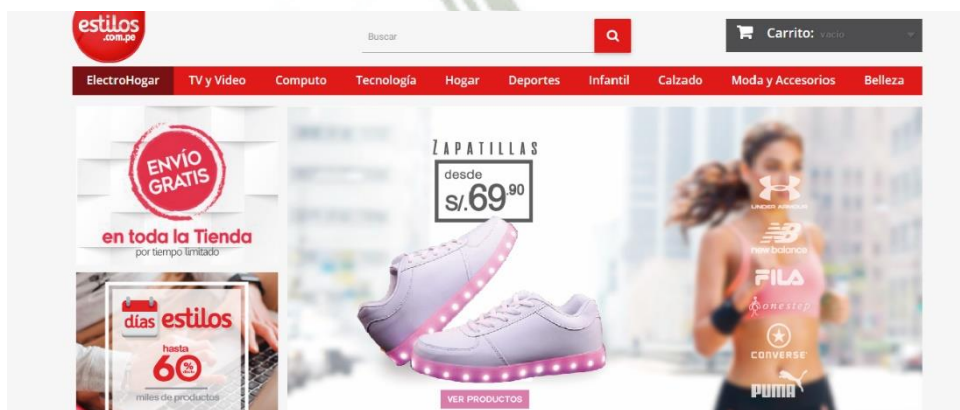 estilos
.com.pe
Buscar
Carrito: vacío
ElectroHogar TV y Video Computo Tecnología Hogar Deportes Infantil Calzado Moda y Accesorios Belleza
ENVÍO
GRATIS
en toda la Tienda
por tiempo limitado
días estilos
hasta
60%
miles de productos
ZAPATILLAS
desde
S/.69.90
VER PRODUCTOS
UNDER ARMOUR
new balance
FILA
onestep
CONVERSE
PUMA